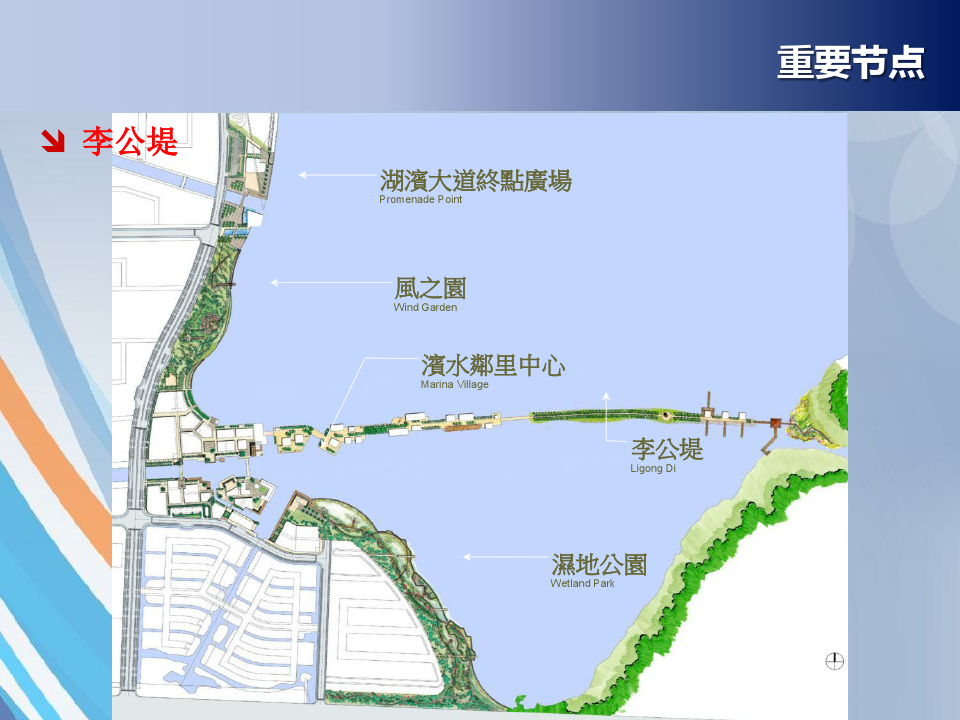 重要节点
李公堤
湖濱大道終點廣場
Promenade Point
風之園
Wind Garden
濱水鄰里中心
Marina Village
李公堤
Ligong Di
濕地公園
Wetland Park